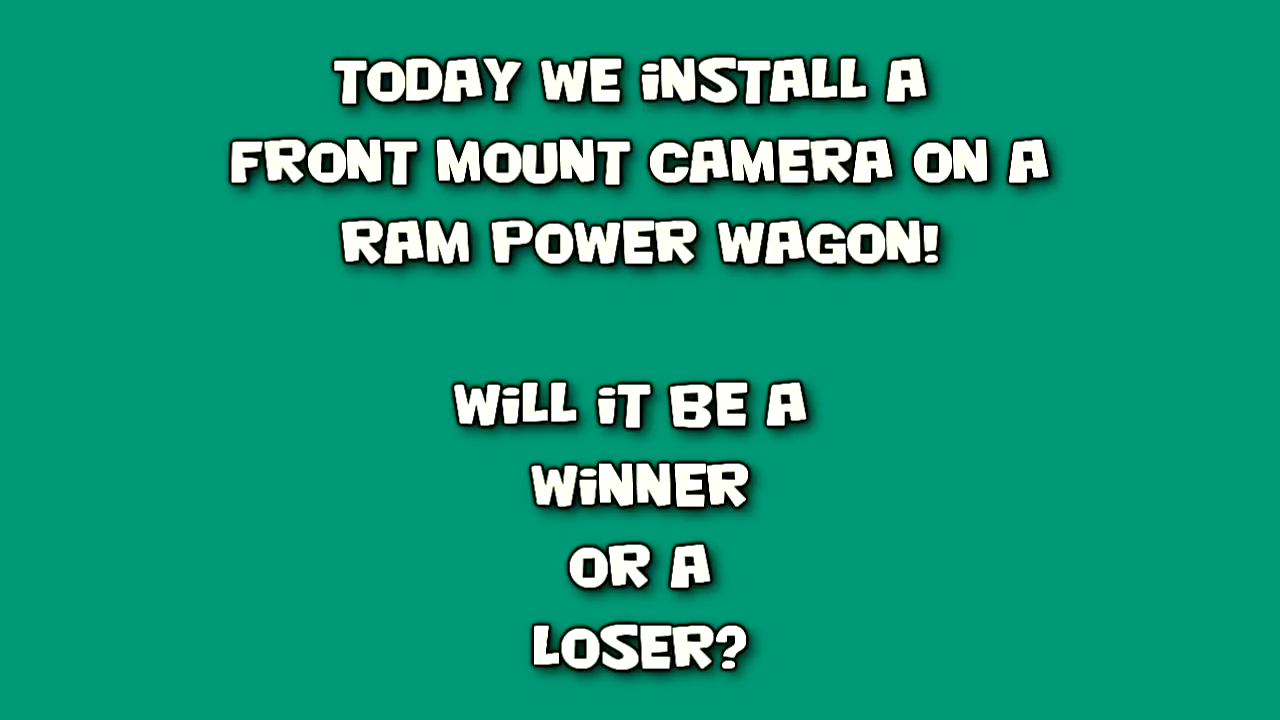 TODAY WE iNSTALL A
FRONT MOUNT CAMERA ON A
RAM POWER WAGON!
WiLL iT BE A
WiNNER
OR A
LOSER?